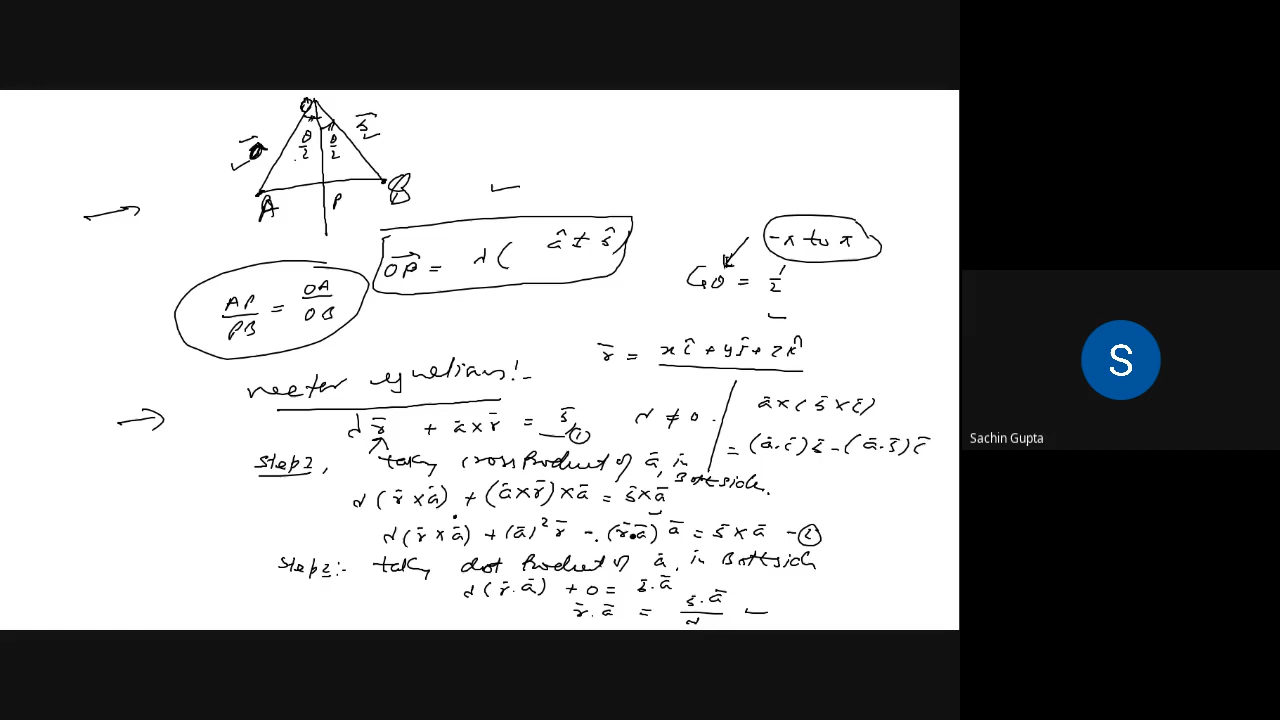 O
θ/2 θ/2
A P B
OP⃗ = λ( â ± b̂ )
-π to π
AP/PB = OA/OB
Cosθ = 1/2
r̄ = xî + yĵ + zk̂
vector equations:-
λr̄ + ā×r̄ = b̄ —①
λ ≠ 0.
ā×(b̄×c̄)
= (ā.c̄)b̄ - (ā.b̄)c̄
Step 1, taking cross Product of ā, in Both side.
λ(r̄×ā) + (ā×r̄)×ā = b̄×ā
λ(r̄×ā) + (ā)² r̄ - (r̄.ā) ā = b̄×ā -②
Step 2:- taking dot Product of ā, in Both side
λ(r̄.ā) + 0 = b̄.ā
r̄.ā = b̄.ā/λ
S
Sachin Gupta